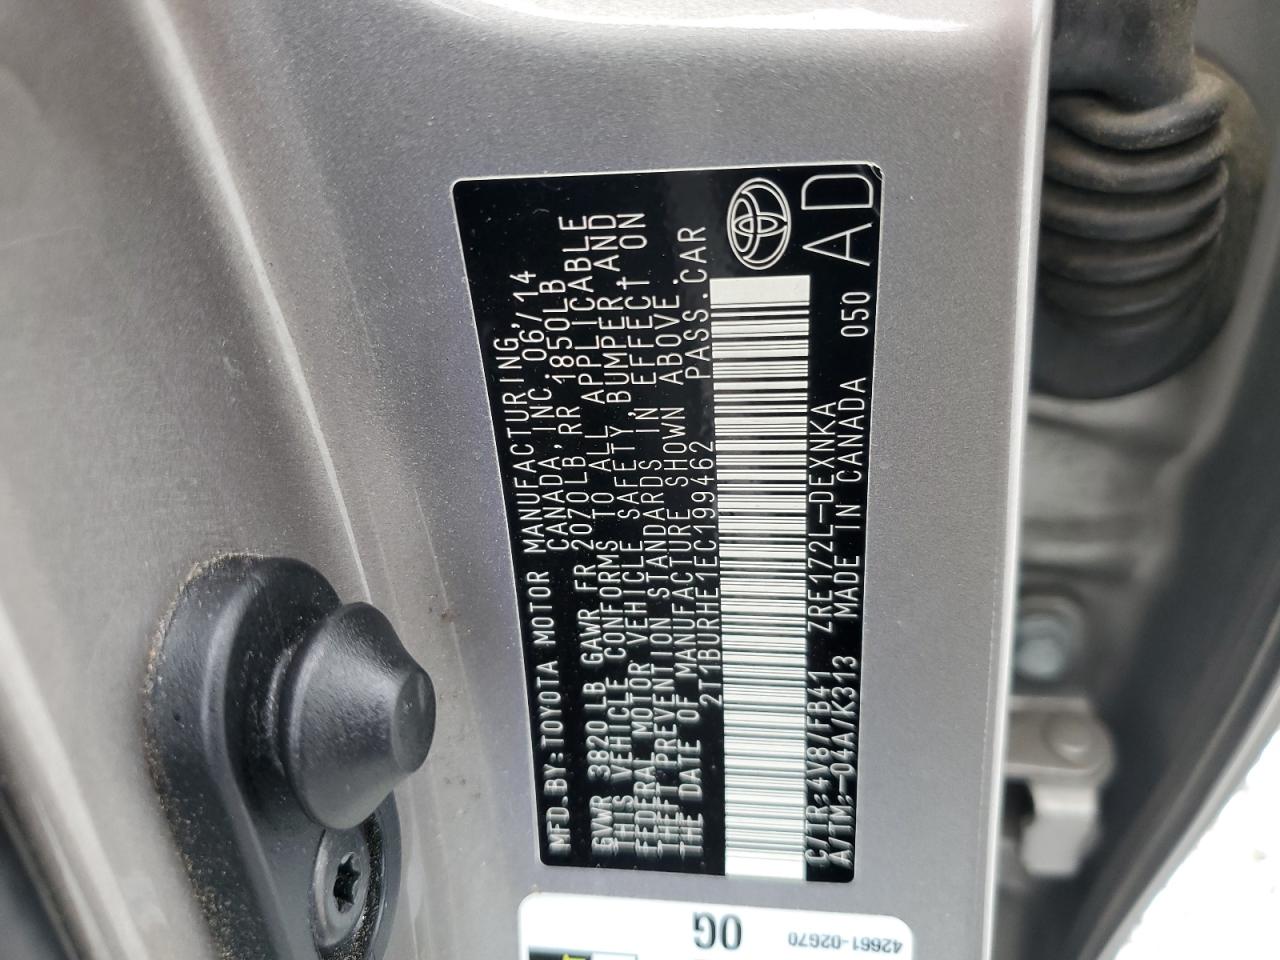 MFD.BY:TOYOTA MOTOR MANUFACTURING,
CANADA,INC. 06/14
GVWR 3820LB GAWR FR 2070LB, RR 1850LB
THIS VEHICLE CONFORMS TO ALL APPLICABLE
FEDERAL MOTOR VEHICLE SAFETY, BUMPER, AND
THEFT PREVENTION STANDARDS IN EFFECT ON
THE DATE OF MANUFACTURE SHOWN ABOVE.
2T1BURHE1EC199462 PASS.CAR
C/TR: 4V8/FB41 ZRE172L-DEXNKA
A/TM: -04A/K313 MADE IN CANADA 050
AD
0G
42661-02G70